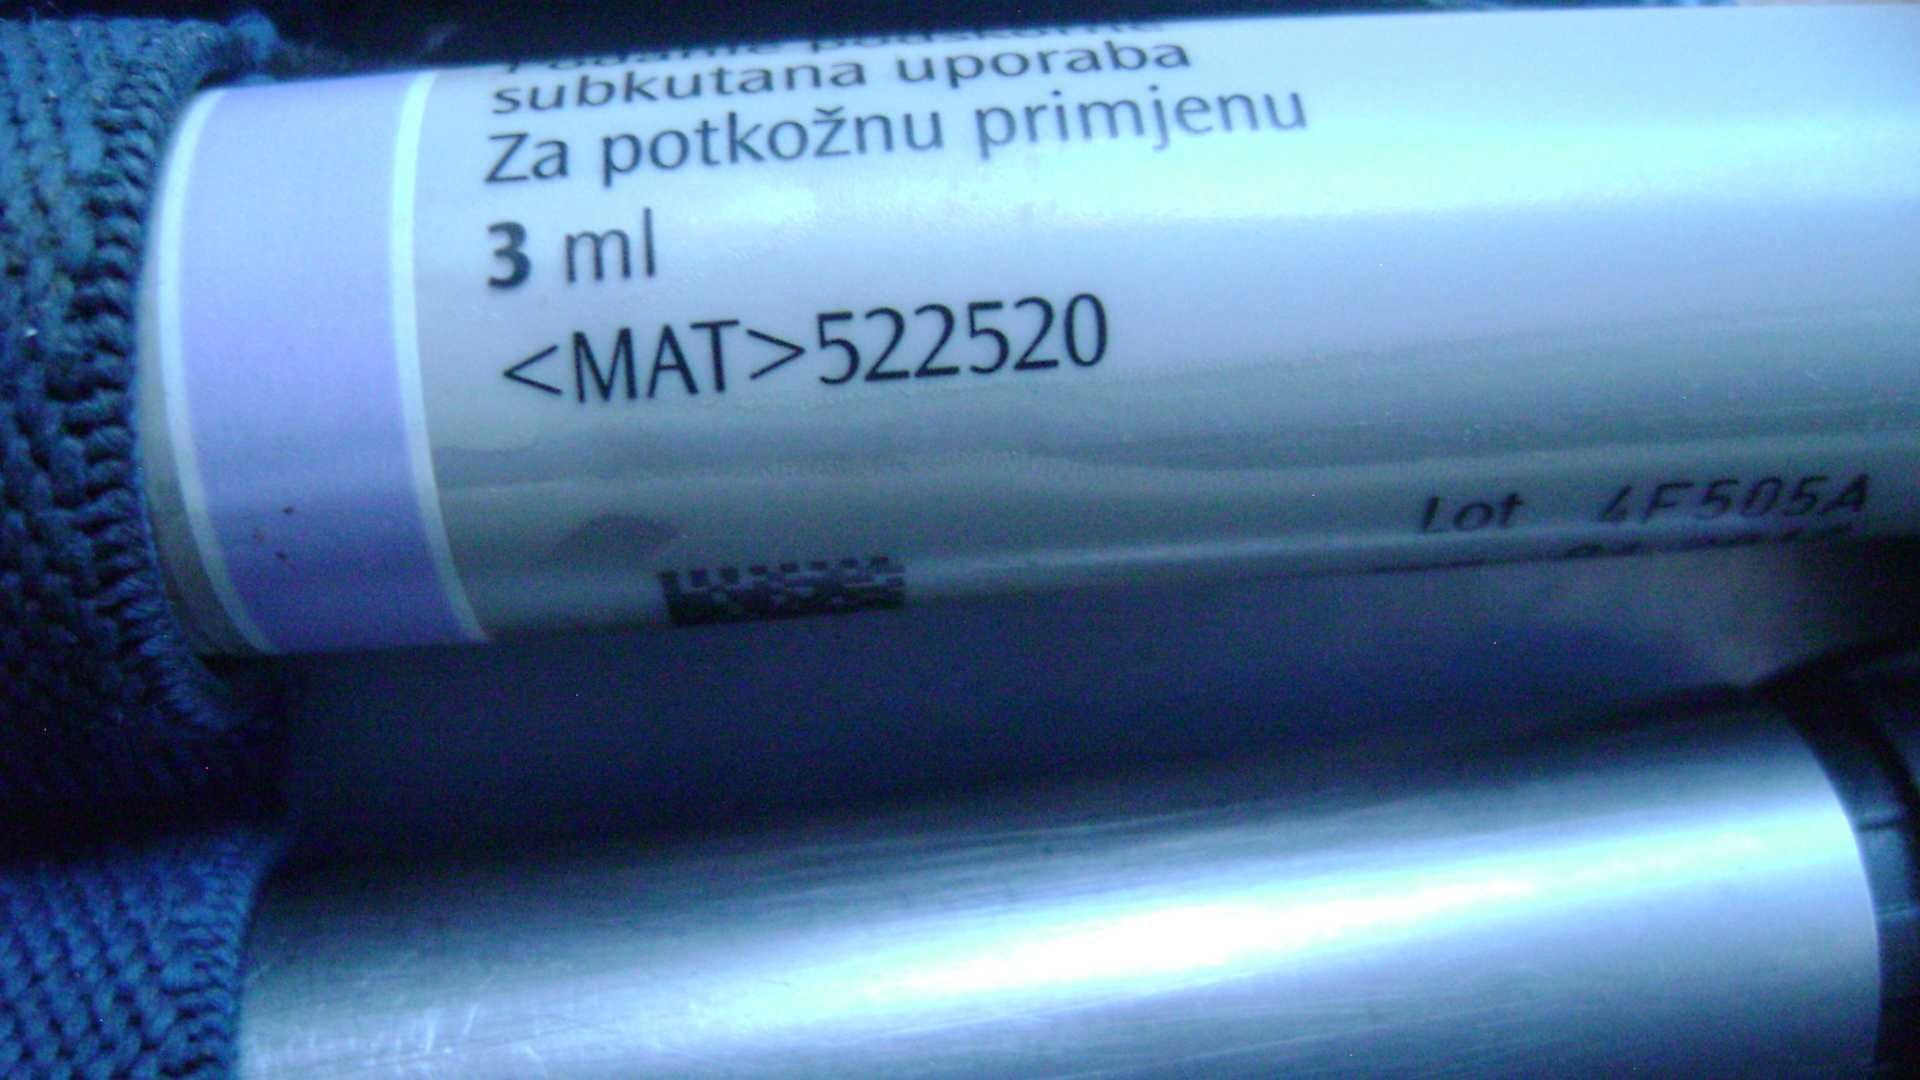 subkutana uporaba
Za potkožnu primjenu
3 ml
<MAT>522520
Lot 4F505A